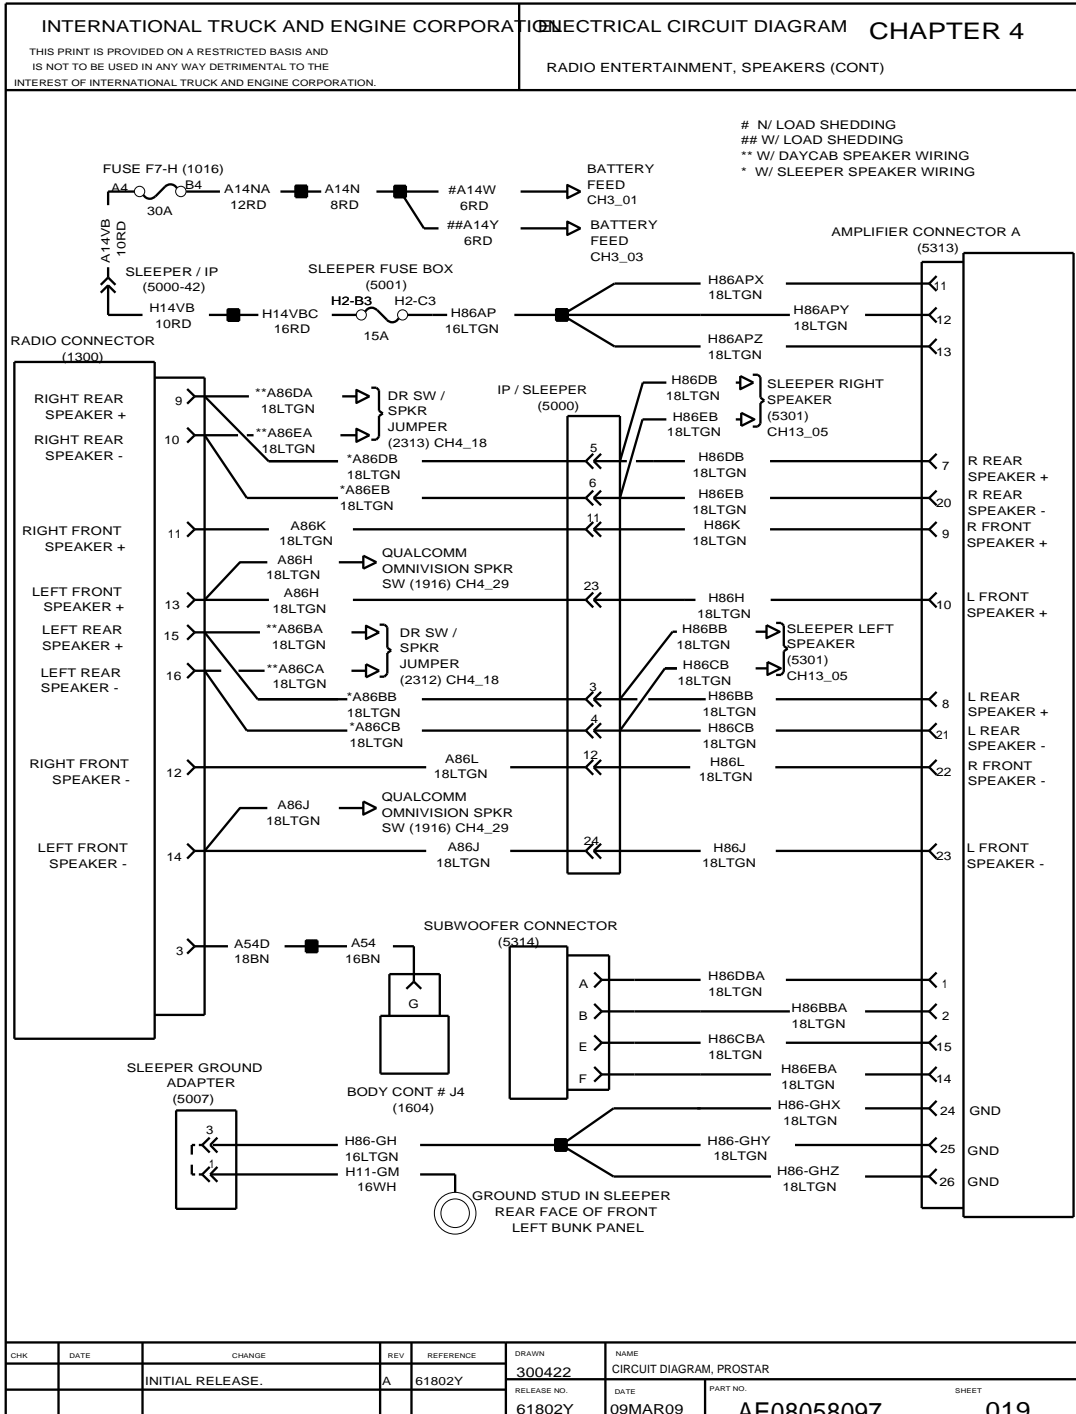 INTERNATIONAL TRUCK AND ENGINE CORPORATION
THIS PRINT IS PROVIDED ON A RESTRICTED BASIS AND
IS NOT TO BE USED IN ANY WAY DETRIMENTAL TO THE
INTEREST OF INTERNATIONAL TRUCK AND ENGINE CORPORATION.
ELECTRICAL CIRCUIT DIAGRAM
CHAPTER 4
RADIO ENTERTAINMENT, SPEAKERS (CONT)
# N/ LOAD SHEDDING
## W/ LOAD SHEDDING
** W/ DAYCAB SPEAKER WIRING
* W/ SLEEPER SPEAKER WIRING
FUSE F7-H (1016)
A4
B4
30A
A14NA
12RD
A14N
8RD
#A14W
6RD
BATTERY
FEED
CH3_01
##A14Y
6RD
BATTERY
FEED
CH3_03
A14VB
10RD
SLEEPER / IP
(5000-42)
H14VB
10RD
H14VBC
16RD
SLEEPER FUSE BOX
(5001)
H2-B3
H2-C3
15A
H86AP
16LTGN
AMPLIFIER CONNECTOR A
(5313)
H86APX
18LTGN
11
H86APY
18LTGN
12
H86APZ
18LTGN
13
RADIO CONNECTOR
(1300)
RIGHT REAR
SPEAKER +
9
**A86DA
18LTGN
RIGHT REAR
SPEAKER -
10
**A86EA
18LTGN
DR SW /
SPKR
JUMPER
(2313) CH4_18
IP / SLEEPER
(5000)
H86DB
18LTGN
H86EB
18LTGN
SLEEPER RIGHT
SPEAKER
(5301)
CH13_05
*A86DB
18LTGN
5
H86DB
18LTGN
7
R REAR
SPEAKER +
*A86EB
18LTGN
6
H86EB
18LTGN
20
R REAR
SPEAKER -
RIGHT FRONT
SPEAKER +
11
A86K
18LTGN
11
H86K
18LTGN
9
R FRONT
SPEAKER +
A86H
18LTGN
QUALCOMM
OMNIVISION SPKR
SW (1916) CH4_29
LEFT FRONT
SPEAKER +
13
A86H
18LTGN
23
H86H
18LTGN
10
L FRONT
SPEAKER +
LEFT REAR
SPEAKER +
15
**A86BA
18LTGN
LEFT REAR
SPEAKER -
16
**A86CA
18LTGN
DR SW /
SPKR
JUMPER
(2312) CH4_18
H86BB
18LTGN
H86CB
18LTGN
SLEEPER LEFT
SPEAKER
(5301)
CH13_05
*A86BB
18LTGN
3
H86BB
18LTGN
8
L REAR
SPEAKER +
*A86CB
18LTGN
4
H86CB
18LTGN
21
L REAR
SPEAKER -
RIGHT FRONT
SPEAKER -
12
A86L
18LTGN
12
H86L
18LTGN
22
R FRONT
SPEAKER -
A86J
18LTGN
QUALCOMM
OMNIVISION SPKR
SW (1916) CH4_29
LEFT FRONT
SPEAKER -
14
A86J
18LTGN
24
H86J
18LTGN
23
L FRONT
SPEAKER -
3
A54D
18BN
A54
16BN
G
BODY CONT # J4
(1604)
SUBWOOFER CONNECTOR
(5314)
A
H86DBA
18LTGN
1
B
H86BBA
18LTGN
2
E
H86CBA
18LTGN
15
F
H86EBA
18LTGN
14
SLEEPER GROUND
ADAPTER
(5007)
3
H86-GH
16LTGN
1
H11-GM
16WH
GROUND STUD IN SLEEPER
REAR FACE OF FRONT
LEFT BUNK PANEL
H86-GHX
18LTGN
24
GND
H86-GHY
18LTGN
25
GND
H86-GHZ
18LTGN
26
GND
CHK
DATE
CHANGE
REV
REFERENCE
INITIAL RELEASE.
A
61802Y
DRAWN
300422
NAME
CIRCUIT DIAGRAM, PROSTAR
RELEASE NO.
61802Y
DATE
09MAR09
PART NO.
AE08058097
SHEET
019